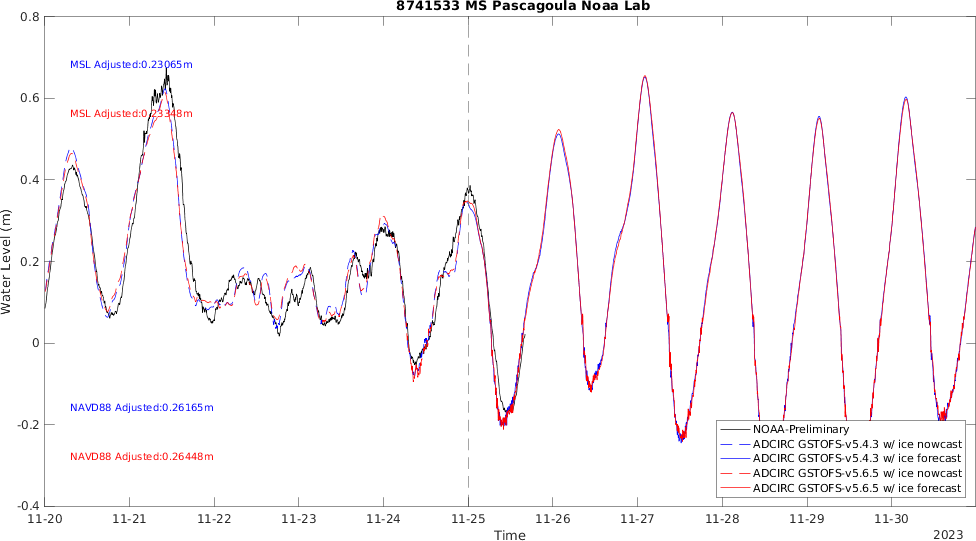 8741533 MS Pascagoula Noaa Lab
0.8
MSL Adjusted:0.23065m
0.6
MSL Adjusted:0.23348m
0.4
Water Level (m)
0.2
0
NAVD88 Adjusted:0.26165m
-0.2
NAVD88 Adjusted:0.26448m
NOAA-Preliminary
ADCIRC GSTOFS-v5.4.3 w/ ice nowcast
ADCIRC GSTOFS-v5.4.3 w/ ice forecast
ADCIRC GSTOFS-v5.6.5 w/ ice nowcast
ADCIRC GSTOFS-v5.6.5 w/ ice forecast
-0.4
11-20 11-21 11-22 11-23 11-24 11-25 11-26 11-27 11-28 11-29 11-30
Time
2023